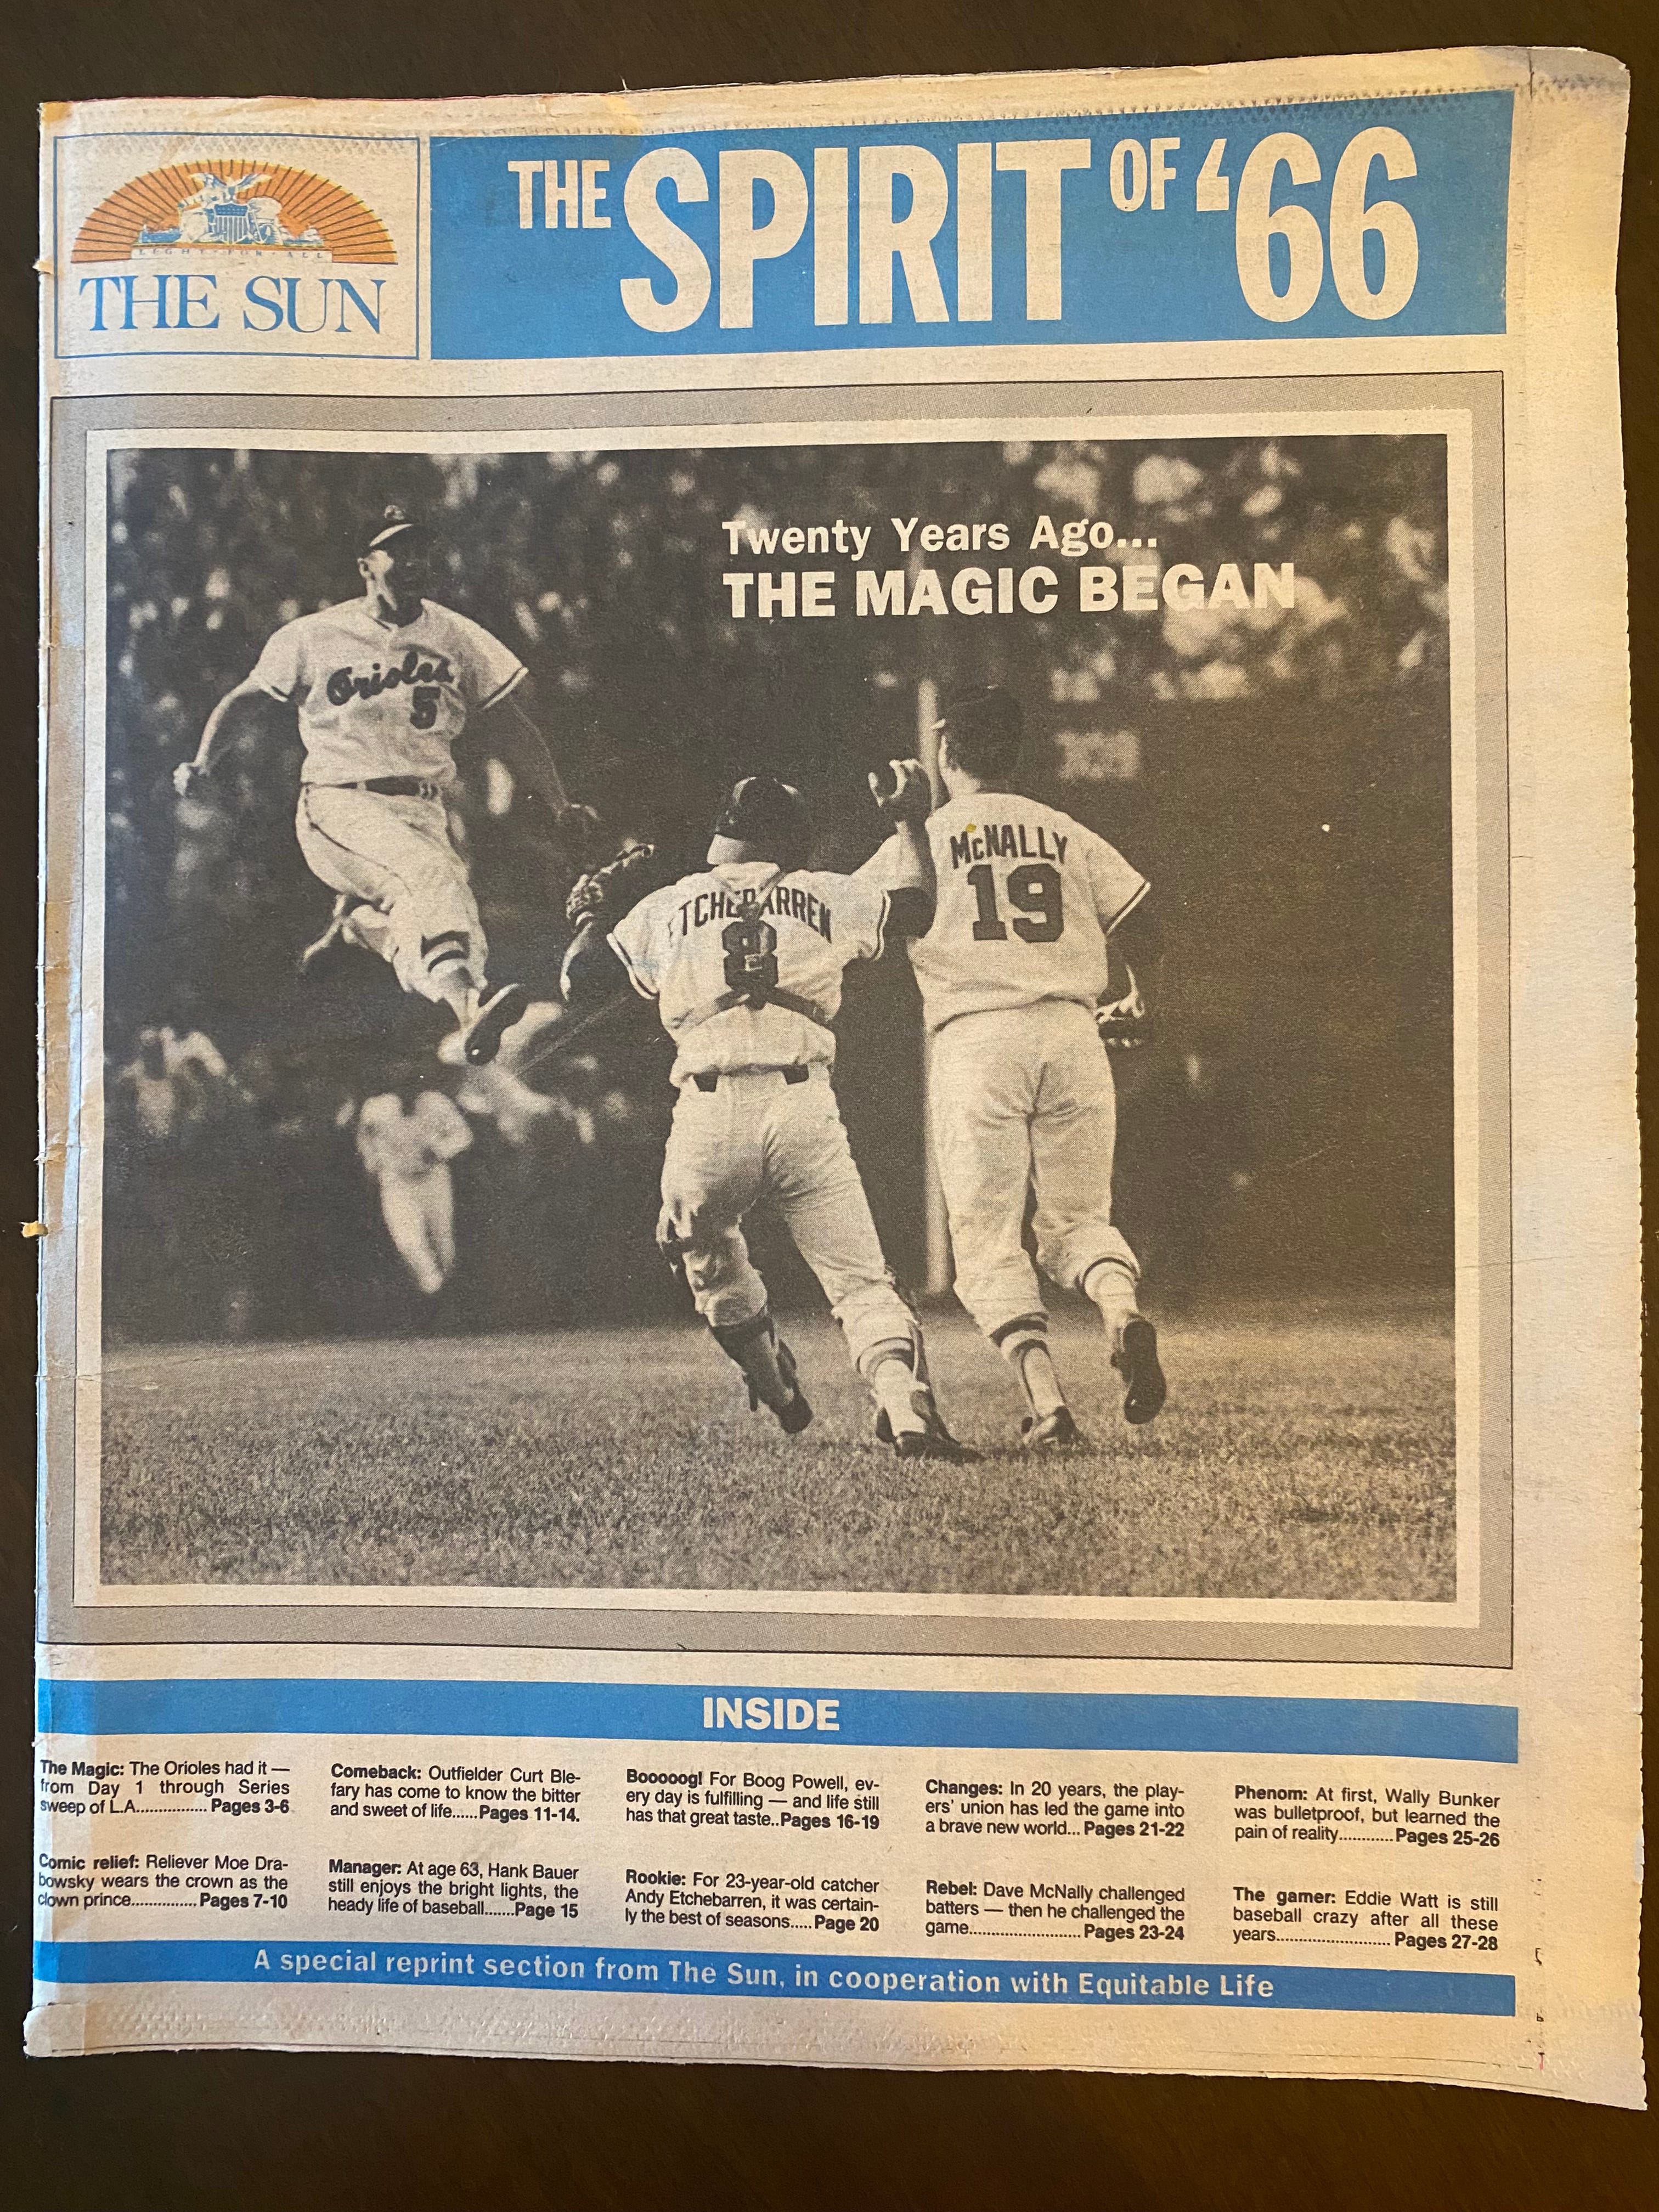 THE SPIRIT OF ‘66
LIGHT · FOR · ALL
THE SUN
Twenty Years Ago...
THE MAGIC BEGAN
Orioles
5
ETCHEBARREN
8
McNALLY
19
INSIDE
The Magic: The Orioles had it —
from Day 1 through Series
sweep of L.A............... Pages 3-6
Comic relief: Reliever Moe Dra-
bowsky wears the crown as the
clown prince............... Pages 7-10
Comeback: Outfielder Curt Ble-
fary has come to know the bitter
and sweet of life......Pages 11-14.
Manager: At age 63, Hank Bauer
still enjoys the bright lights, the
heady life of baseball.......Page 15
Booooog! For Boog Powell, ev-
ery day is fulfilling — and life still
has that great taste..Pages 16-19
Rookie: For 23-year-old catcher
Andy Etchebarren, it was certain-
ly the best of seasons..... Page 20
Changes: In 20 years, the play-
ers' union has led the game into
a brave new world... Pages 21-22
Rebel: Dave McNally challenged
batters — then he challenged the
game......................... Pages 23-24
Phenom: At first, Wally Bunker
was bulletproof, but learned the
pain of reality............Pages 25-26
The gamer: Eddie Watt is still
baseball crazy after all these
years.......................... Pages 27-28
A special reprint section from The Sun, in cooperation with Equitable Life